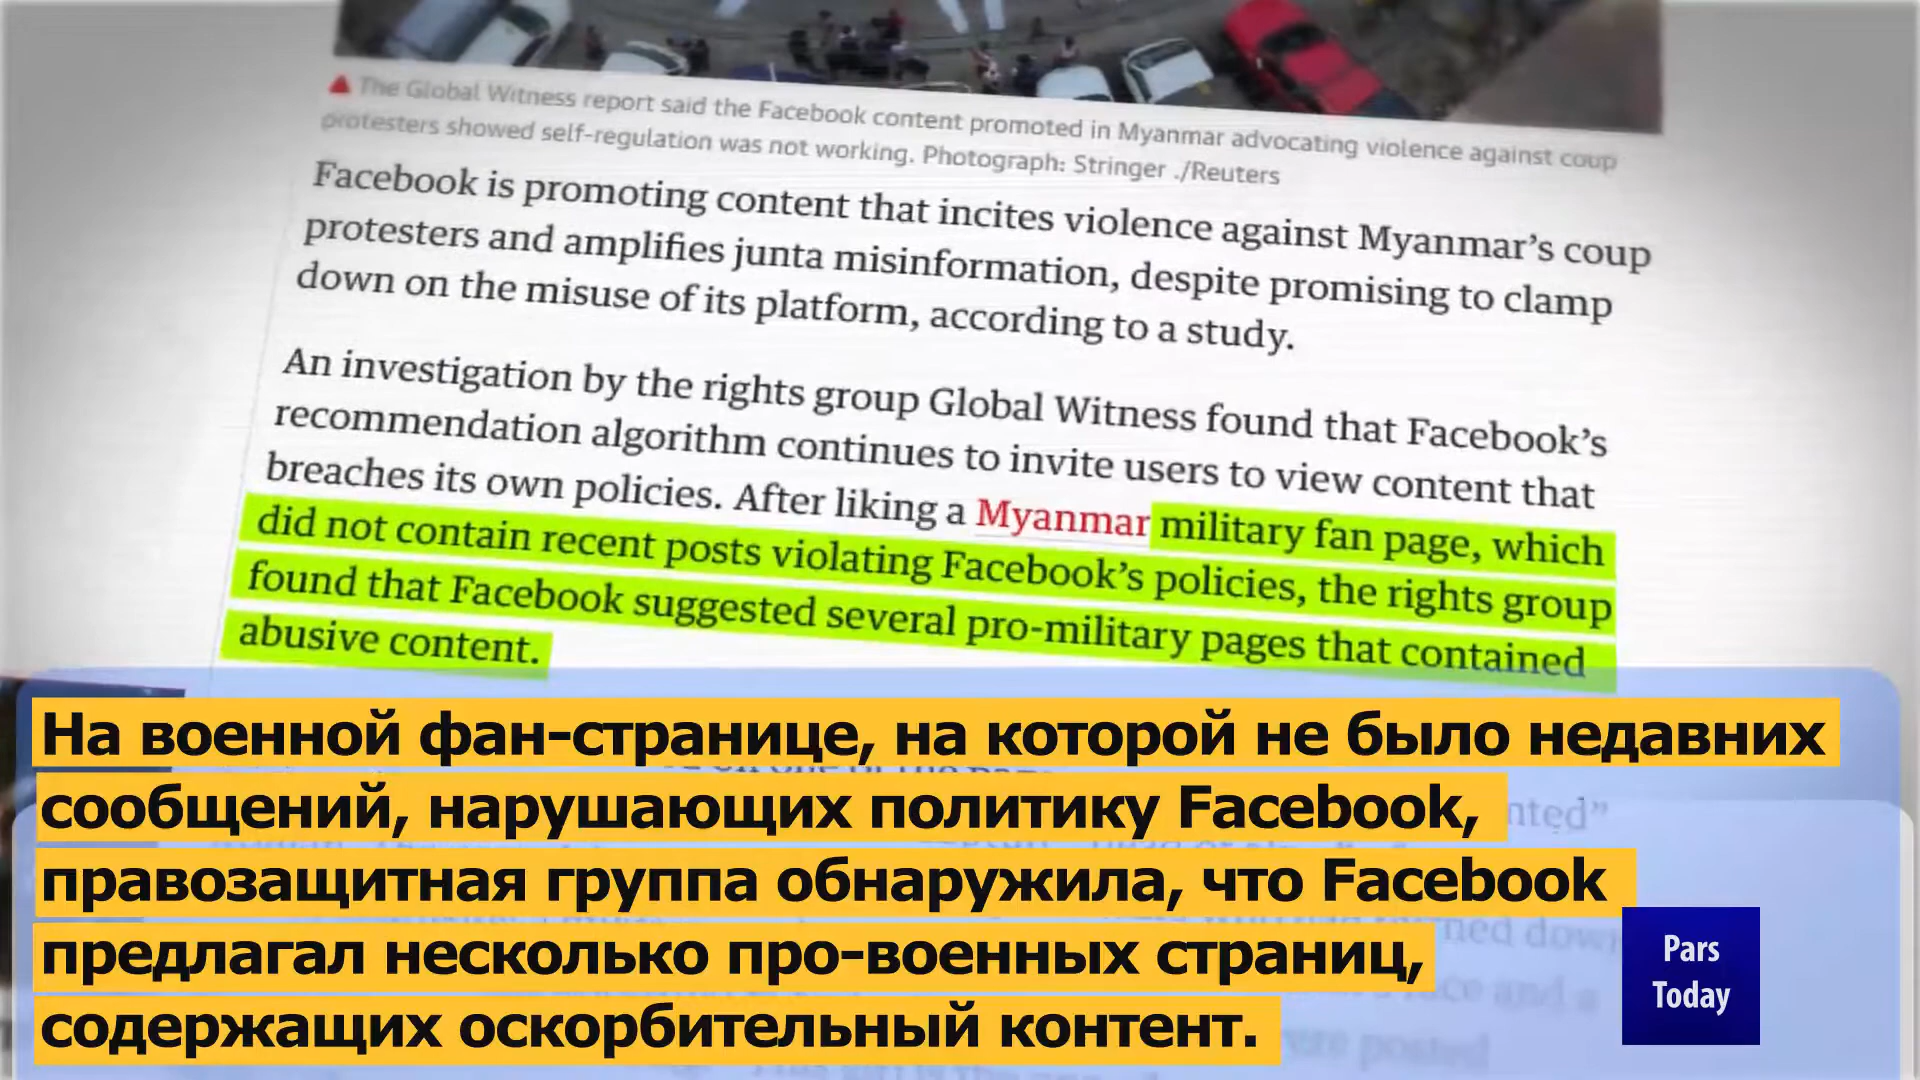 The Global Witness report said the Facebook content promoted in Myanmar advocating violence against coup
protesters showed self-regulation was not working. Photograph: Stringer ./Reuters
Facebook is promoting content that incites violence against Myanmar’s coup
protesters and amplifies junta misinformation, despite promising to clamp
down on the misuse of its platform, according to a study.
An investigation by the rights group Global Witness found that Facebook’s
recommendation algorithm continues to invite users to view content that
breaches its own policies. After liking a Myanmar military fan page, which
did not contain recent posts violating Facebook’s policies, the rights group
found that Facebook suggested several pro-military pages that contained
abusive content.
На военной фан-странице, на которой не было недавних
сообщений, нарушающих политику Facebook,
правозащитная группа обнаружила, что Facebook
предлагал несколько про-военных страниц,
содержащих оскорбительный контент.
Pars
Today